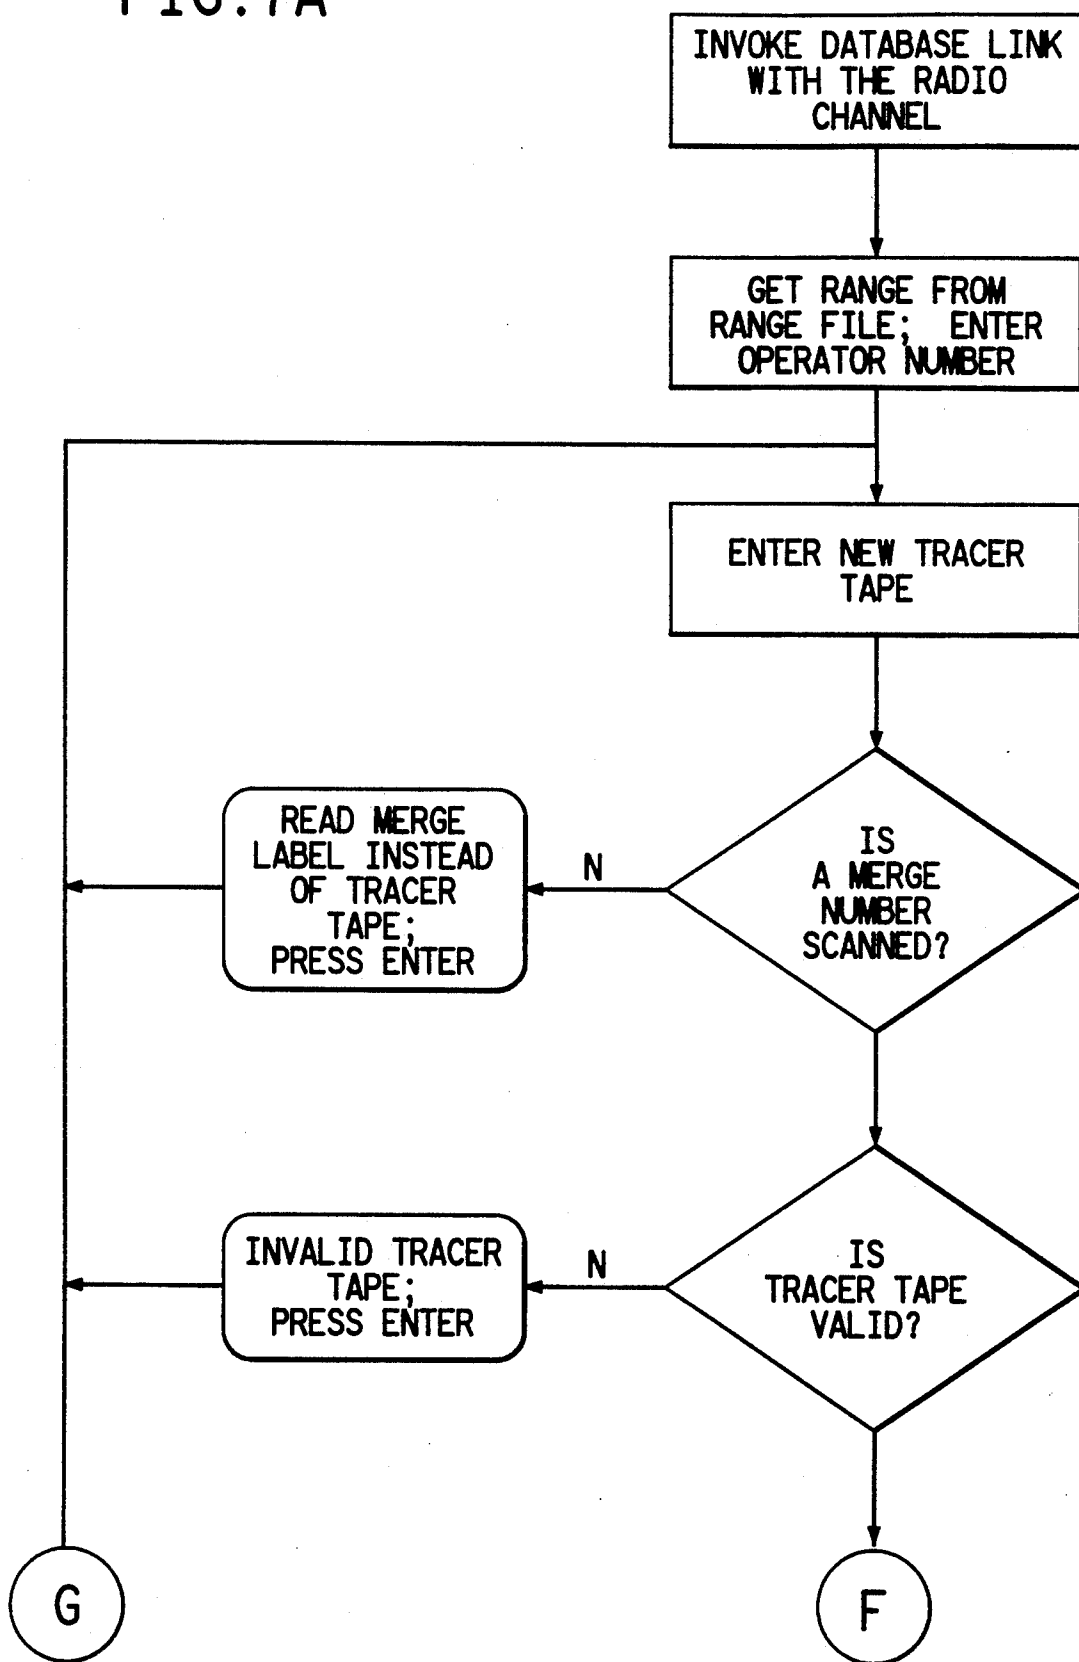 FIG.7A
INVOKE DATABASE LINK
WITH THE RADIO
CHANNEL
GET RANGE FROM
RANGE FILE; ENTER
OPERATOR NUMBER
ENTER NEW TRACER
TAPE
IS
A MERGE
NUMBER
SCANNED?
N
READ MERGE
LABEL INSTEAD
OF TRACER
TAPE;
PRESS ENTER
IS
TRACER TAPE
VALID?
N
INVALID TRACER
TAPE;
PRESS ENTER
G
F